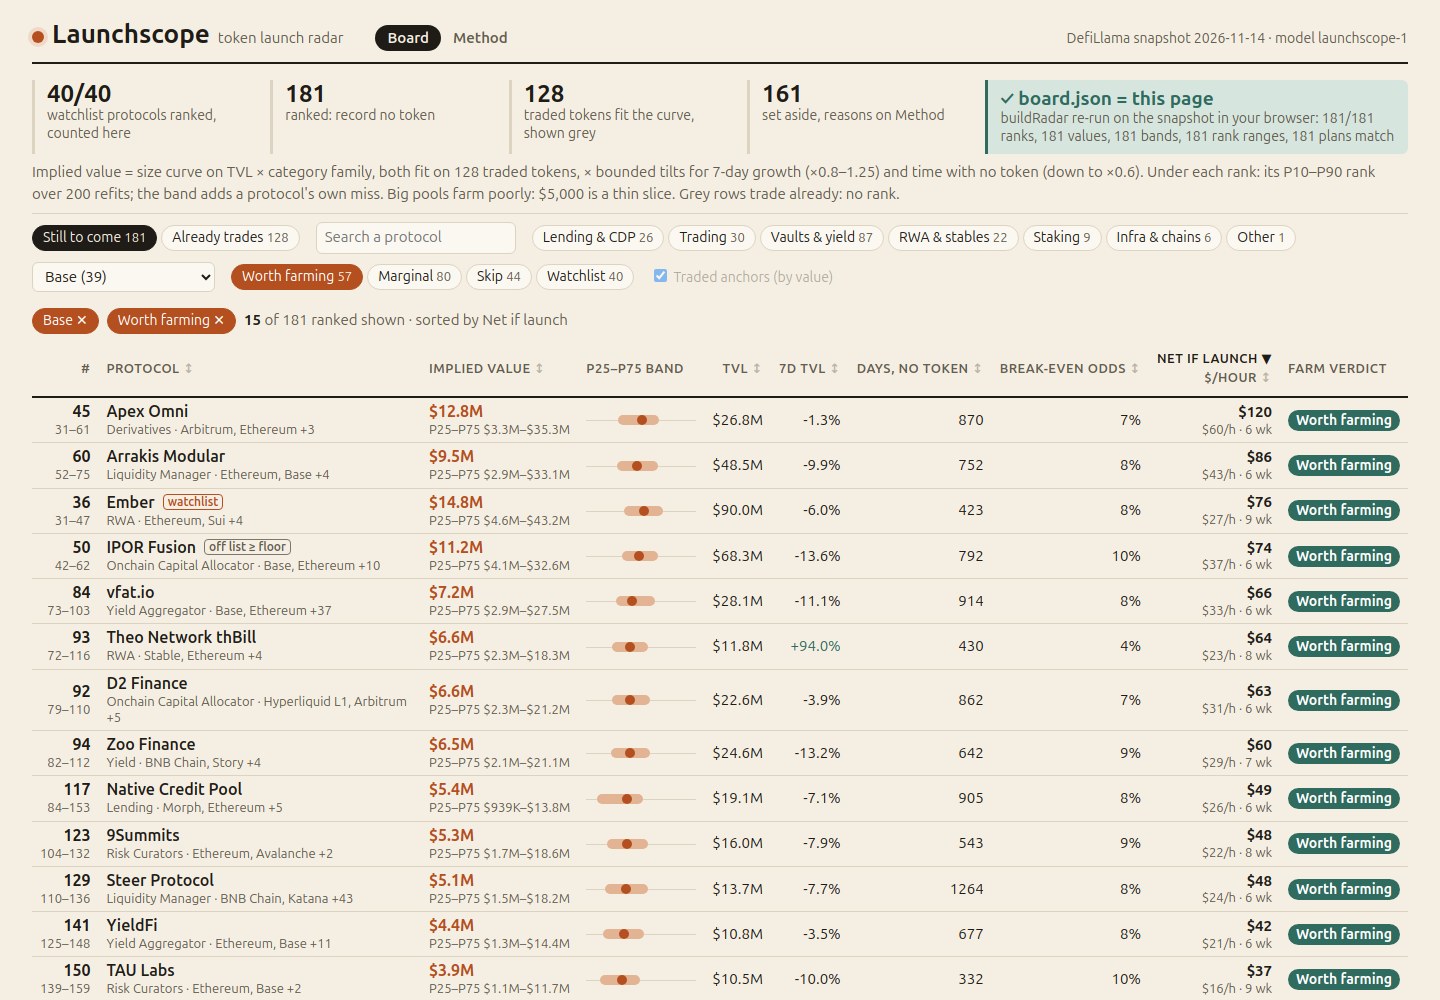 Launchscope token launch radar Board Method DefiLlama snapshot 2026-11-14 · model launchscope-1
40/40
watchlist protocols ranked,
counted here
181
ranked: record no token
128
traded tokens fit the curve,
shown grey
161
set aside, reasons on Method
✓ board.json = this page
buildRadar re-run on the snapshot in your browser: 181/181
ranks, 181 values, 181 bands, 181 rank ranges, 181 plans match
Implied value = size curve on TVL × category family, both fit on 128 traded tokens, × bounded tilts for 7-day growth (×0.8–1.25) and time with no token (down to ×0.6). Under each rank: its P10–P90 rank
over 200 refits; the band adds a protocol's own miss. Big pools farm poorly: $5,000 is a thin slice. Grey rows trade already: no rank.
Still to come 181 Already trades 128 Search a protocol Lending & CDP 26 Trading 30 Vaults & yield 87 RWA & stables 22 Staking 9 Infra & chains 6 Other 1
Base (39) Worth farming 57 Marginal 80 Skip 44 Watchlist 40 Traded anchors (by value)
Base ✕ Worth farming ✕ 15 of 181 ranked shown · sorted by Net if launch
# PROTOCOL ↕ IMPLIED VALUE ↕ P25–P75 BAND TVL ↕ 7D TVL ↕ DAYS, NO TOKEN ↕ BREAK-EVEN ODDS ↕ NET IF LAUNCH ▼ FARM VERDICT
$/HOUR ↕
45 Apex Omni $12.8M $26.8M -1.3% 870 7% $120 Worth farming
31–61 Derivatives · Arbitrum, Ethereum +3 P25–P75 $3.3M–$35.3M $60/h · 6 wk
60 Arrakis Modular $9.5M $48.5M -9.9% 752 8% $86 Worth farming
52–75 Liquidity Manager · Ethereum, Base +4 P25–P75 $2.9M–$33.1M $43/h · 6 wk
36 Ember watchlist $14.8M $90.0M -6.0% 423 8% $76 Worth farming
31–47 RWA · Ethereum, Sui +4 P25–P75 $4.6M–$43.2M $27/h · 9 wk
50 IPOR Fusion off list ≥ floor $11.2M $68.3M -13.6% 792 10% $74 Worth farming
42–62 Onchain Capital Allocator · Base, Ethereum +10 P25–P75 $4.1M–$32.6M $37/h · 6 wk
84 vfat.io $7.2M $28.1M -11.1% 914 8% $66 Worth farming
73–103 Yield Aggregator · Base, Ethereum +37 P25–P75 $2.9M–$27.5M $33/h · 6 wk
93 Theo Network thBill $6.6M $11.8M +94.0% 430 4% $64 Worth farming
72–116 RWA · Stable, Ethereum +4 P25–P75 $2.3M–$18.3M $23/h · 8 wk
92 D2 Finance $6.6M $22.6M -3.9% 862 7% $63 Worth farming
79–110 Onchain Capital Allocator · Hyperliquid L1, Arbitrum P25–P75 $2.3M–$21.2M $31/h · 6 wk
+5
94 Zoo Finance $6.5M $24.6M -13.2% 642 9% $60 Worth farming
82–112 Yield · BNB Chain, Story +4 P25–P75 $2.1M–$21.1M $29/h · 7 wk
117 Native Credit Pool $5.4M $19.1M -7.1% 905 8% $49 Worth farming
84–153 Lending · Morph, Ethereum +5 P25–P75 $939K–$13.8M $26/h · 6 wk
123 9Summits $5.3M $16.0M -7.9% 543 9% $48 Worth farming
104–132 Risk Curators · Ethereum, Avalanche +2 P25–P75 $1.7M–$18.6M $22/h · 8 wk
129 Steer Protocol $5.1M $13.7M -7.7% 1264 8% $48 Worth farming
110–136 Liquidity Manager · BNB Chain, Katana +43 P25–P75 $1.5M–$18.2M $24/h · 6 wk
141 YieldFi $4.4M $10.8M -3.5% 677 8% $42 Worth farming
125–148 Yield Aggregator · Ethereum, Base +11 P25–P75 $1.3M–$14.4M $21/h · 6 wk
150 TAU Labs $3.9M $10.5M -10.0% 332 10% $37 Worth farming
139–159 Risk Curators · Ethereum, Base +2 P25–P75 $1.1M–$11.7M $16/h · 9 wk